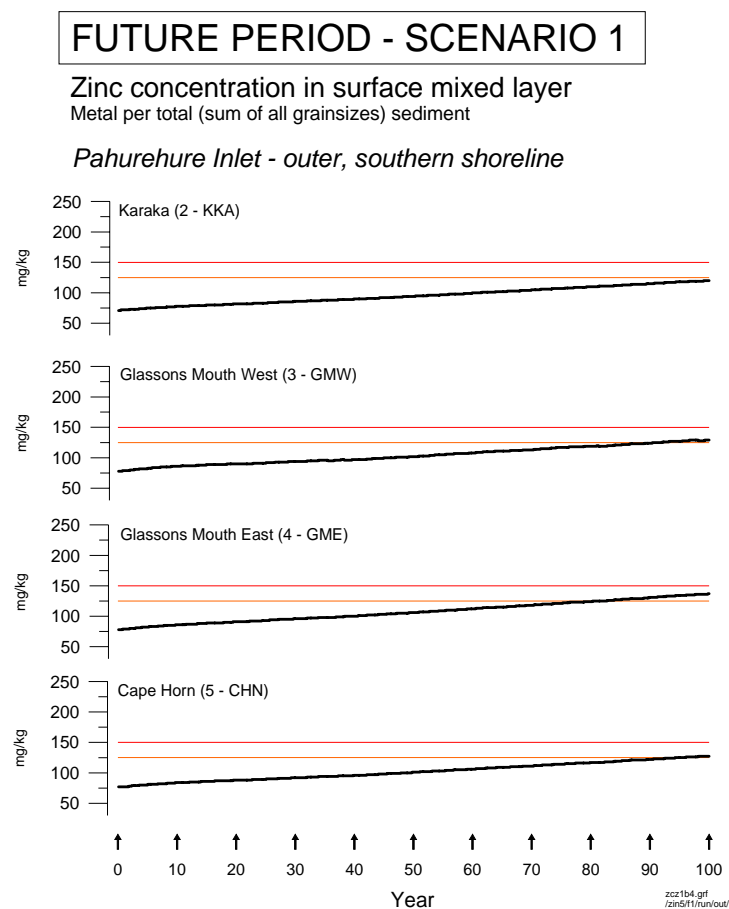 FUTURE PERIOD - SCENARIO 1
Zinc concentration in surface mixed layer
Metal per total (sum of all grainsizes) sediment
Pahurehure Inlet - outer, southern shoreline
250
200
150
100
50
mg/kg
Karaka (2 - KKA)
250
200
150
100
50
mg/kg
Glassons Mouth West (3 - GMW)
250
200
150
100
50
mg/kg
Glassons Mouth East (4 - GME)
250
200
150
100
50
mg/kg
Cape Horn (5 - CHN)
0 10 20 30 40 50 60 70 80 90 100
Year
zcz1b4.grf
/zin5/f1/run/out/